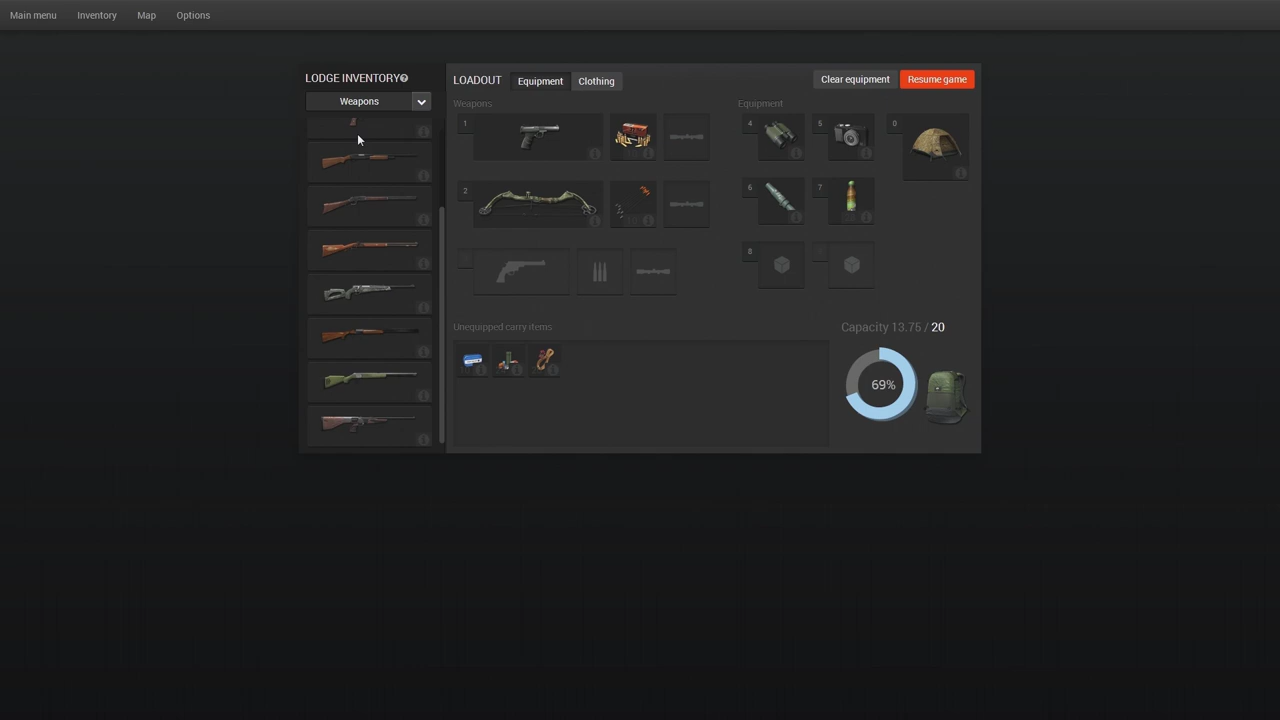 Main menu Inventory Map Options
LODGE INVENTORY
Weapons
LOADOUT Equipment Clothing Clear equipment Resume game
Weapons Equipment
1 4 5 0
2 6 7
8
Unequipped carry items Capacity 13.75 / 20
69%